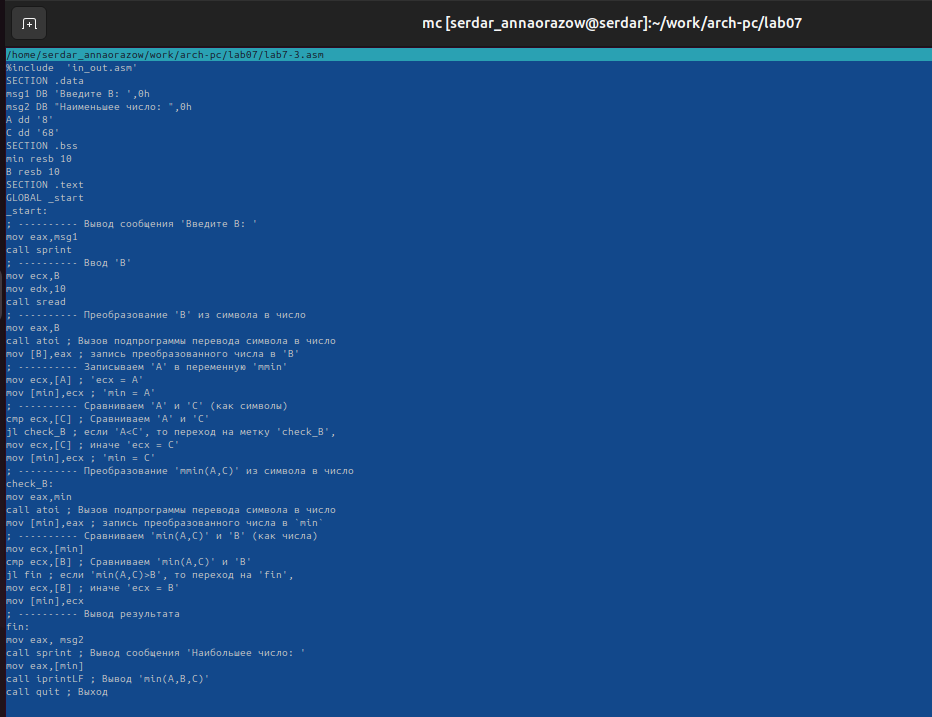 mc [serdar_annaorazow@serdar]:~/work/arch-pc/lab07
/home/serdar_annaorazow/work/arch-pc/lab07/lab7-3.asm
%include  'in_out.asm'
SECTION .data
msg1 DB 'Введите B: ',0h
msg2 DB "Наименьшее число: ",0h
A dd '8'
C dd '68'
SECTION .bss
min resb 10
B resb 10
SECTION .text
GLOBAL _start
_start:
; ---------- Вывод сообщения 'Введите B: '
mov eax,msg1
call sprint
; ---------- Ввод 'B'
mov ecx,B
mov edx,10
call sread
; ---------- Преобразование 'B' из символа в число
mov eax,B
call atoi ; Вызов подпрограммы перевода символа в число
mov [B],eax ; запись преобразованного числа в 'B'
; ---------- Записываем 'A' в переменную 'mmin'
mov ecx,[A] ; 'ecx = A'
mov [min],ecx ; 'min = A'
; ---------- Сравниваем 'A' и 'C' (как символы)
cmp ecx,[C] ; Сравниваем 'A' и 'C'
jl check_B ; если 'A<C', то переход на метку 'check_B',
mov ecx,[C] ; иначе 'ecx = C'
mov [min],ecx ; 'min = C'
; ---------- Преобразование 'mmin(A,C)' из символа в число
check_B:
mov eax,min
call atoi ; Вызов подпрограммы перевода символа в число
mov [min],eax ; запись преобразованного числа в `min`
; ---------- Сравниваем 'min(A,C)' и 'B' (как числа)
mov ecx,[min]
cmp ecx,[B] ; Сравниваем 'min(A,C)' и 'B'
jl fin ; если 'min(A,C)>B', то переход на 'fin',
mov ecx,[B] ; иначе 'ecx = B'
mov [min],ecx
; ---------- Вывод результата
fin:
mov eax, msg2
call sprint ; Вывод сообщения 'Наибольшее число: '
mov eax,[min]
call iprintLF ; Вывод 'min(A,B,C)'
call quit ; Выход